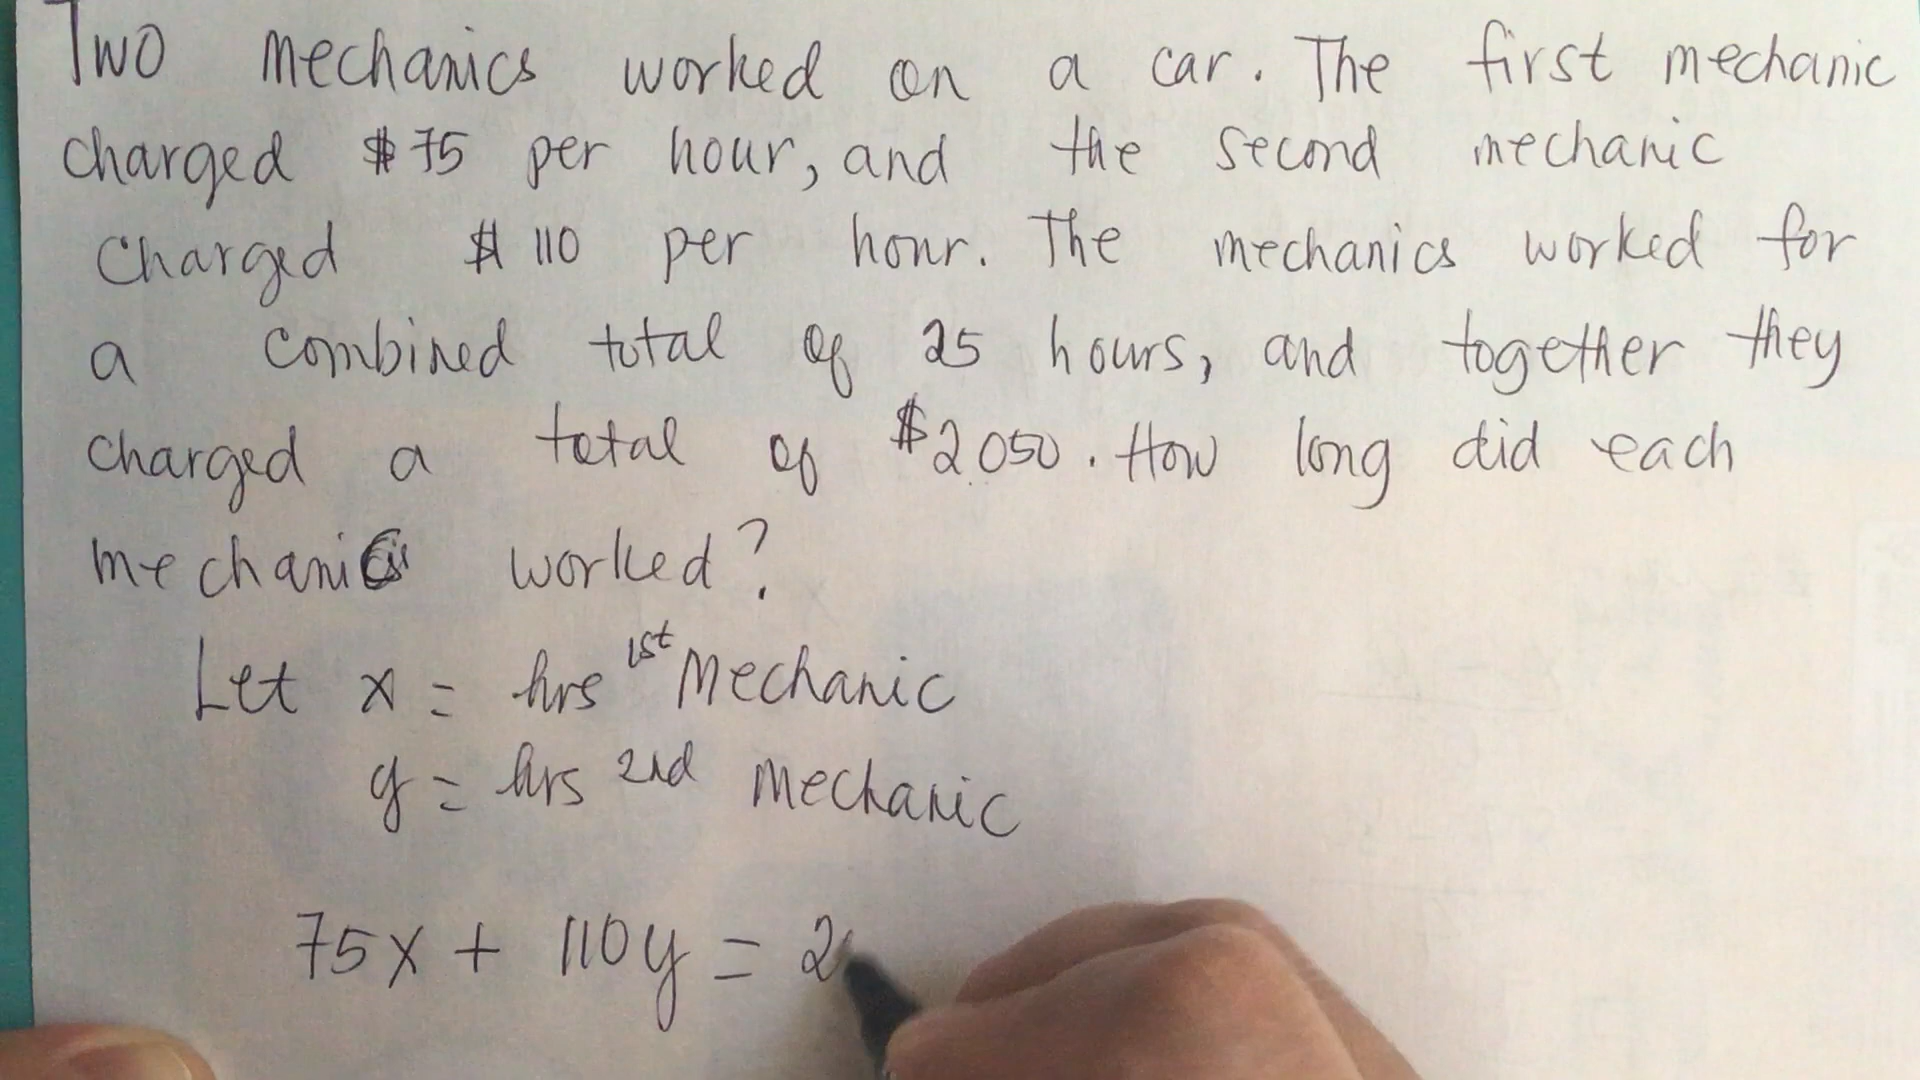 Two mechanics worked on a car. The first mechanic
charged $75 per hour, and the second mechanic
charged $110 per hour. The mechanics worked for
a combined total of 25 hours, and together they
charged a total of $2050. How long did each
mechanic worked?
Let x = hrs 1st Mechanic
y = hrs 2nd Mechanic
75x + 110y = 2